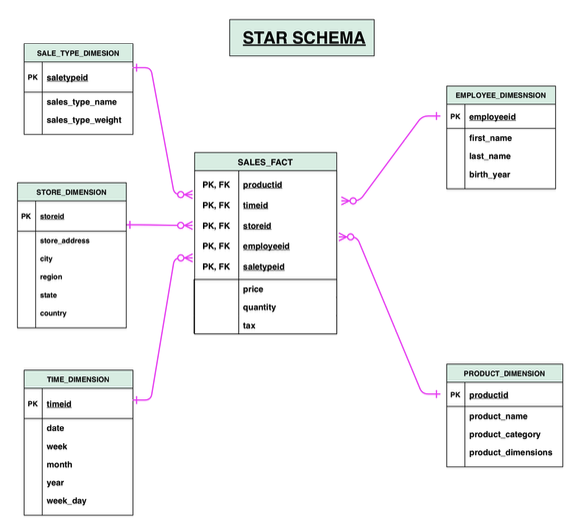 STAR SCHEMA
SALE_TYPE_DIMESION
PK saletypeid
sales_type_name
sales_type_weight
EMPLOYEE_DIMESNSION
PK employeeid
first_name
last_name
birth_year
SALES_FACT
PK, FK productid
PK, FK timeid
PK, FK storeid
PK, FK employeeid
PK, FK saletypeid
price
quantity
tax
STORE_DIMENSION
PK storeid
store_address
city
region
state
country
TIME_DIMENSION
PK timeid
date
week
month
year
week_day
PRODUCT_DIMENSION
PK productid
product_name
product_category
product_dimensions